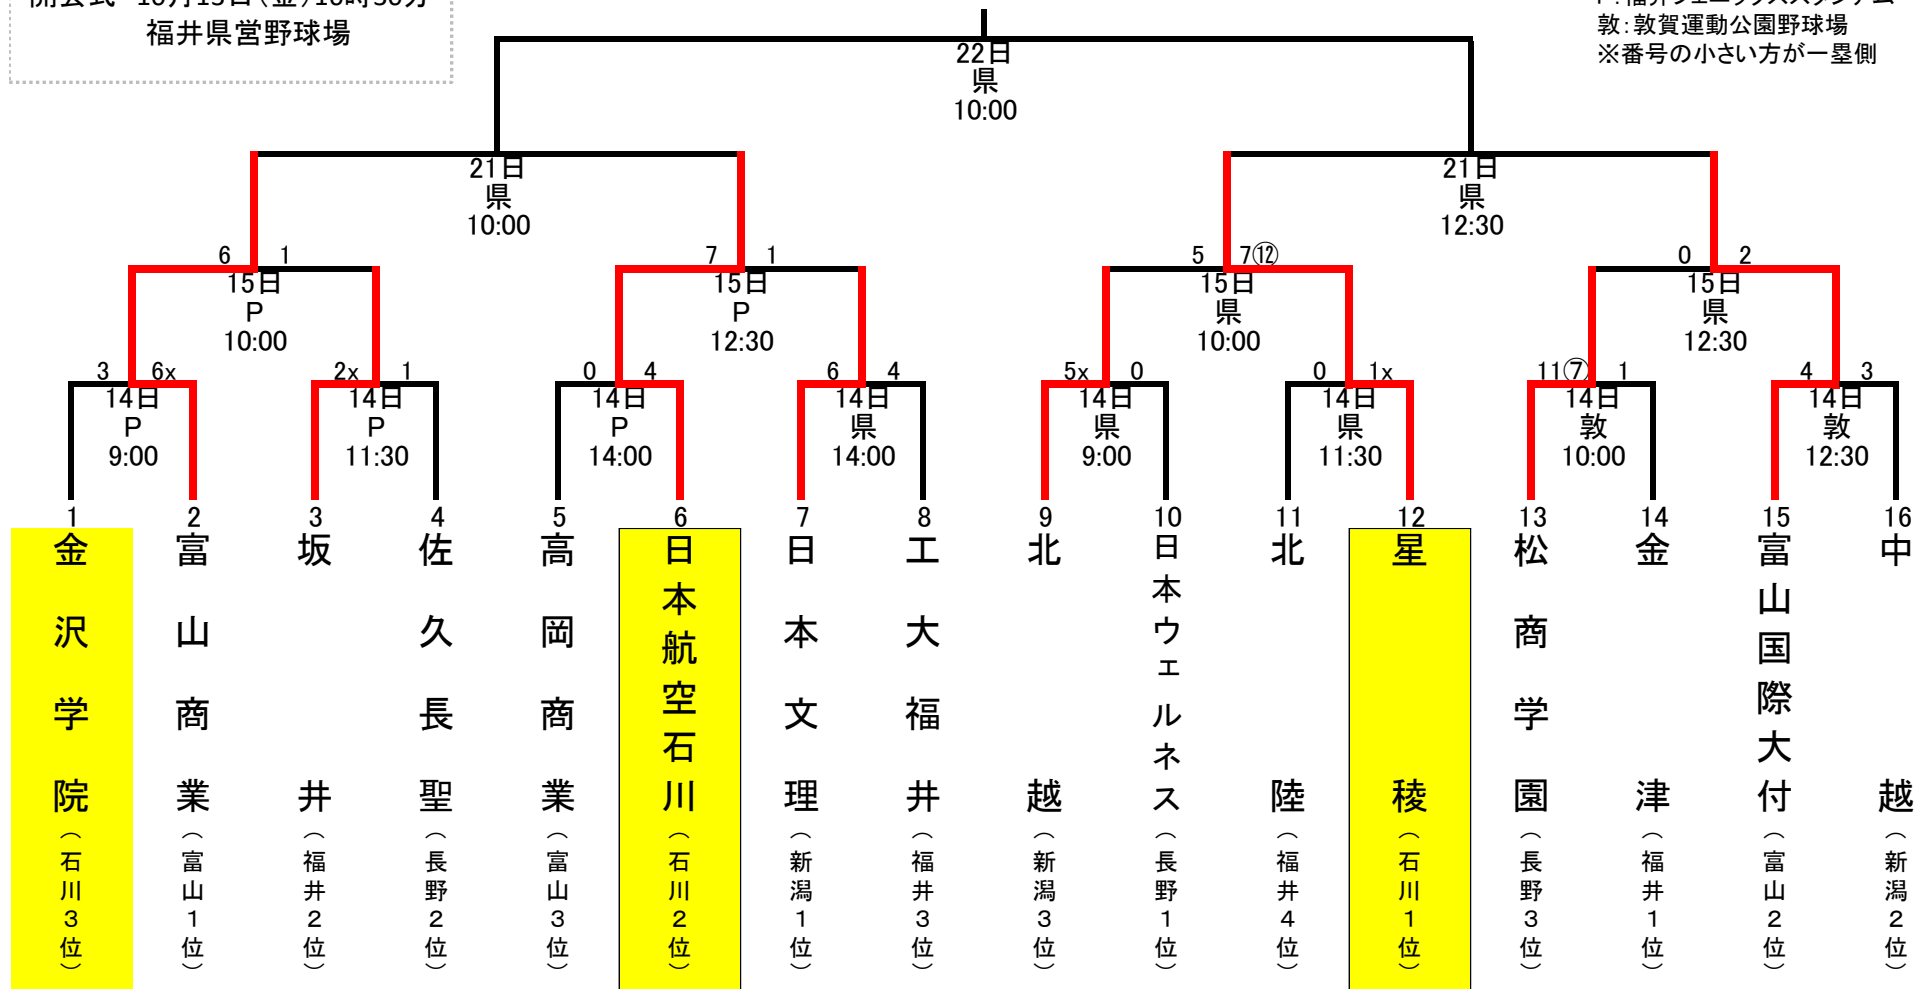 福井県営野球場
敦：敦賀運動公園野球場
※番号の小さい方が一塁側
22日
県
10:00
21日
県
10:00
21日
県
12:30
6 1
15日
P
10:00
7 1
15日
P
12:30
5 7⑫
15日
県
10:00
0 2
15日
県
12:30
3 6x
14日
P
9:00
2x 1
14日
P
11:30
0 4
14日
P
14:00
6 4
14日
県
14:00
5x 0
14日
県
9:00
0 1x
14日
県
11:30
11⑦ 1
14日
敦
10:00
4 3
14日
敦
12:30
1
金沢学院（石川3位）
2
富山商業（富山1位）
3
坂井（福井2位）
4
佐久長聖（長野2位）
5
高岡商業（富山3位）
6
日本航空石川（石川2位）
7
日本文理（新潟1位）
8
工大福井（福井3位）
9
北越（新潟3位）
10
日本ウェルネス（長野1位）
11
北陸（福井4位）
12
星稜（石川1位）
13
松商学園（長野3位）
14
金津（福井1位）
15
富山国際大付（富山2位）
16
中越（新潟2位）